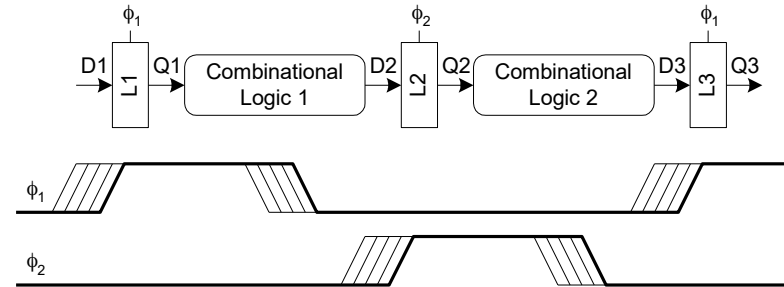 ϕ1 ϕ2 ϕ1
D1 L1 Q1 Combinational Logic 1 D2 L2 Q2 Combinational Logic 2 D3 L3 Q3
ϕ1
ϕ2